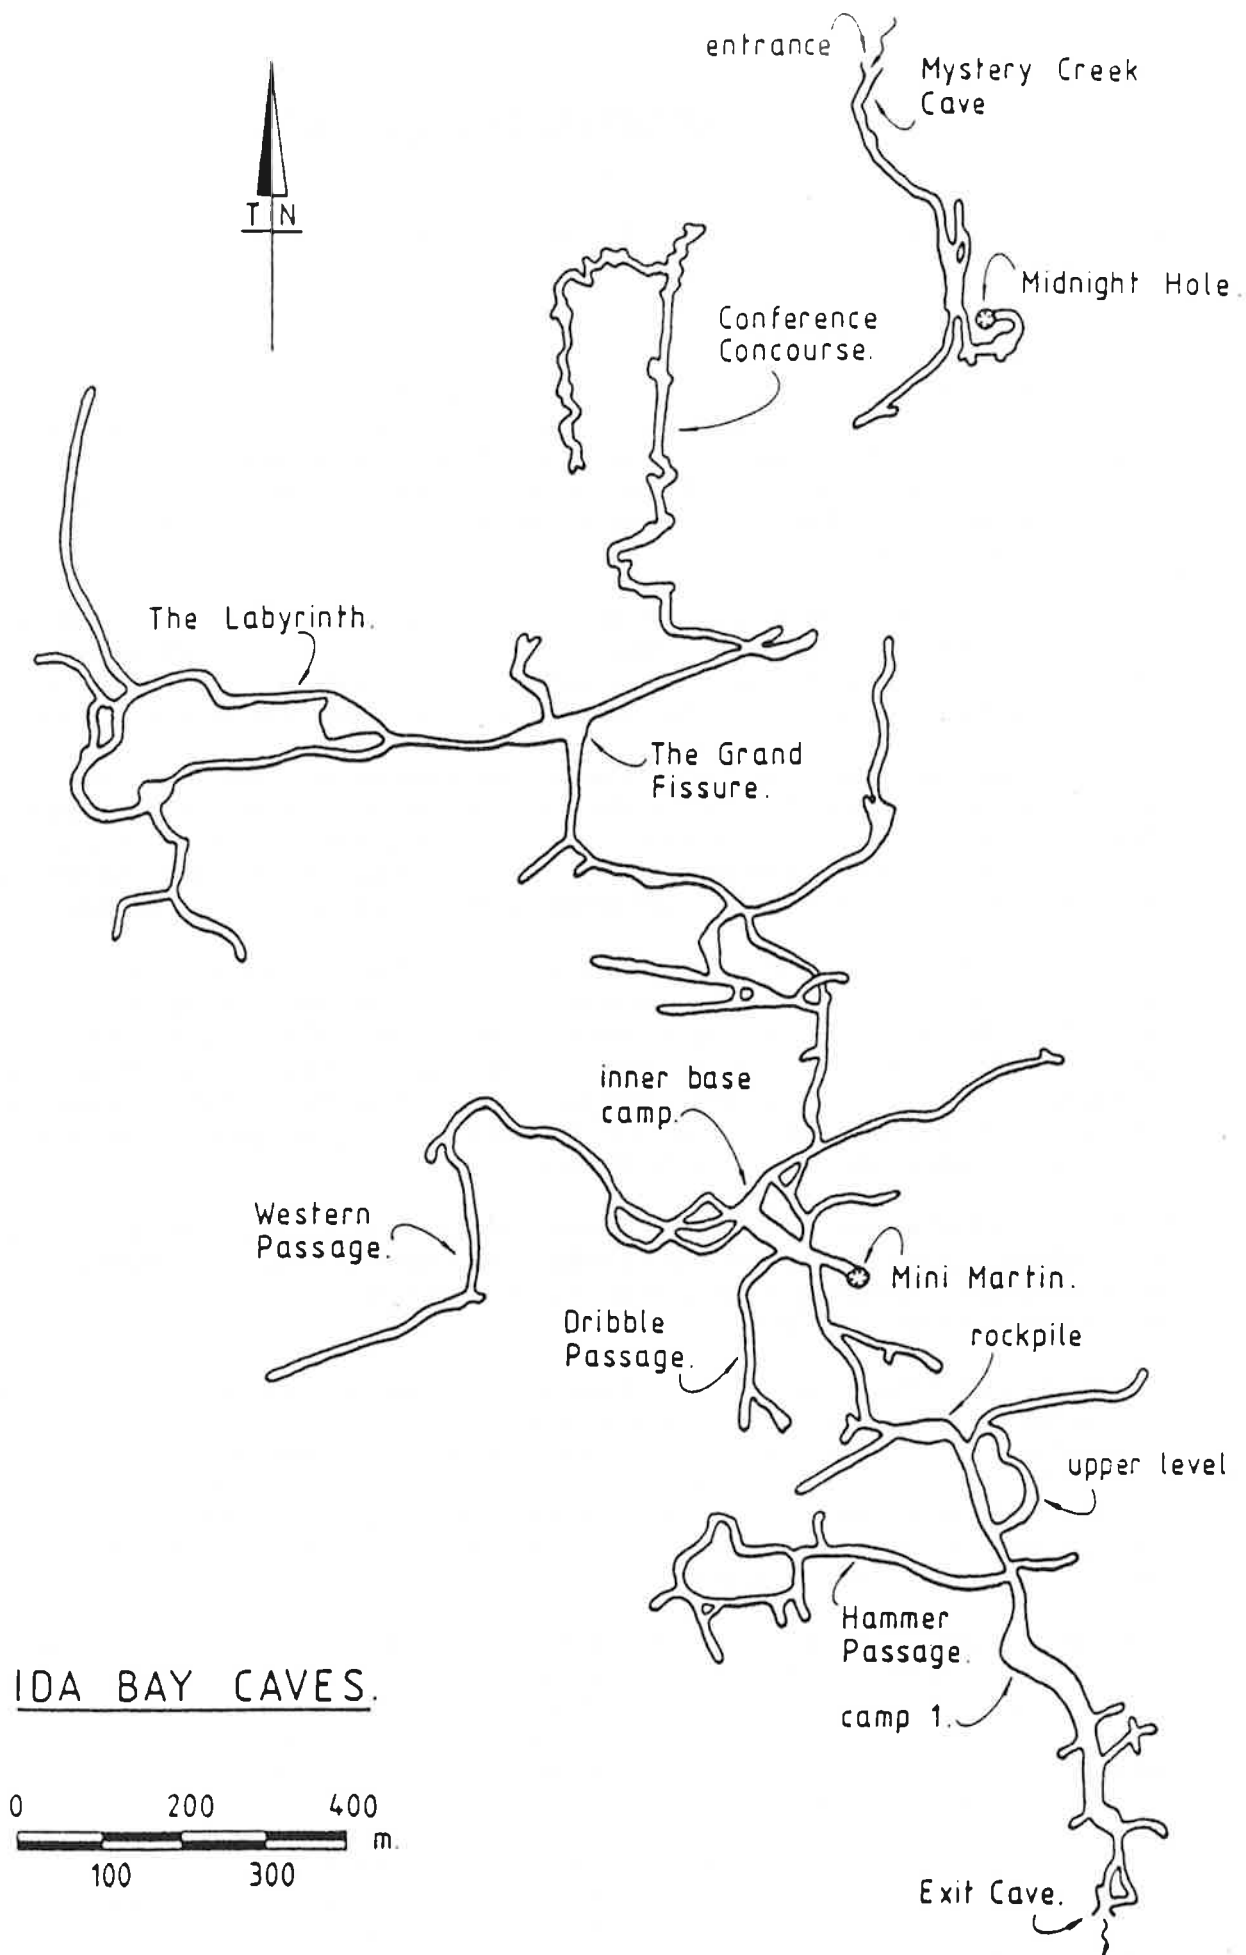 entrance
Mystery Creek
Cave
T N
Midnight Hole.
Conference
Concourse.
The Labyrinth.
The Grand
Fissure.
inner base
camp.
Western
Passage.
Mini Martin.
Dribble
Passage.
rockpile
upper level
Hammer
Passage.
camp 1.
IDA BAY CAVES.
0 200 400
m.
100 300
Exit Cave.